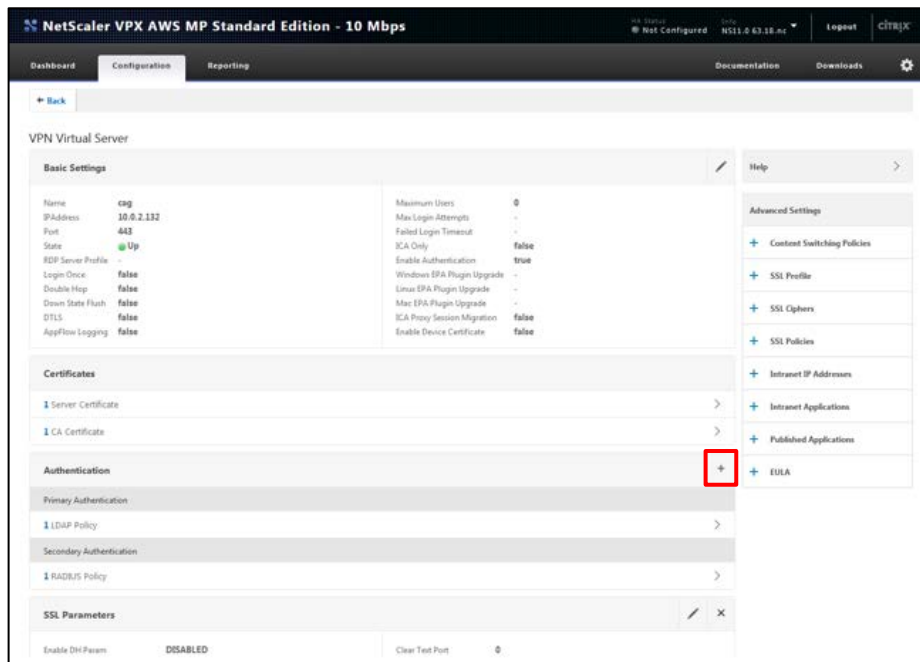 NetScaler VPX AWS MP Standard Edition - 10 Mbps
HA Status
Not Configured
Info
NS11.0 63.18.nc
Logout
CİTRIX
Dashboard
Configuration
Reporting
Documentation
Downloads
Back
VPN Virtual Server
Basic Settings
Name cag
IPAddress 10.0.2.132
Port 443
State Up
RDP Server Profile -
Login Once false
Double Hop false
Down State Flush false
DTLS false
AppFlow Logging false
Maximum Users 0
Max Login Attempts -
Failed Login Timeout -
ICA Only false
Enable Authentication true
Windows EPA Plugin Upgrade -
Linux EPA Plugin Upgrade -
Mac EPA Plugin Upgrade -
ICA Proxy Session Migration false
Enable Device Certificate false
Certificates
1 Server Certificate
1 CA Certificate
Authentication +
Primary Authentication
1 LDAP Policy
Secondary Authentication
1 RADIUS Policy
SSL Parameters
Enable DH Param DISABLED
Clear Text Port 0
Help
Advanced Settings
+ Content Switching Policies
+ SSL Profile
+ SSL Ciphers
+ SSL Policies
+ Intranet IP Addresses
+ Intranet Applications
+ Published Applications
+ EULA